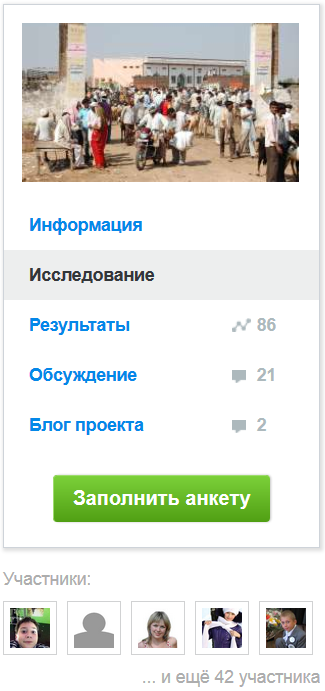 Информация
Исследование
Результаты 86
Обсуждение 21
Блог проекта 2
Заполнить анкету
Участники:
... и ещё 42 участника